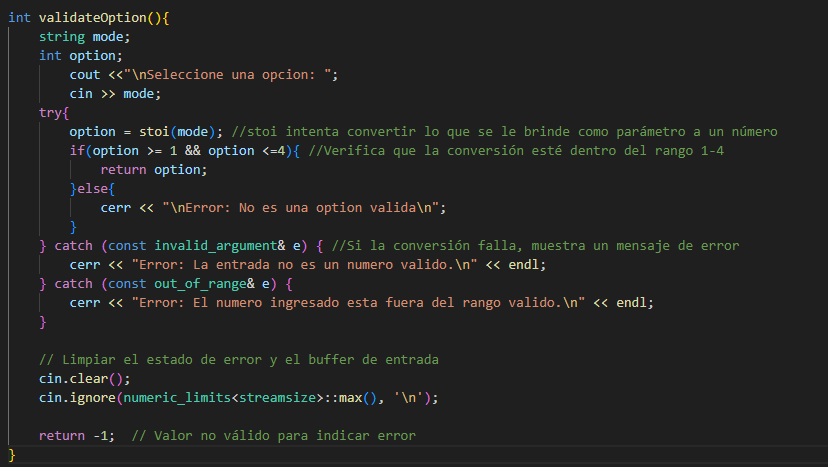 int validateOption(){
    string mode;
    int option;
        cout <<"\nSeleccione una opcion: ";
        cin >> mode;
    try{
        option = stoi(mode); //stoi intenta convertir lo que se le brinde como parámetro a un número
        if(option >= 1 && option <=4){ //Verifica que la conversión esté dentro del rango 1-4
            return option;
        }else{
            cerr << "\nError: No es una option valida\n";
        }
    } catch (const invalid_argument& e) { //Si la conversión falla, muestra un mensaje de error
        cerr << "Error: La entrada no es un numero valido.\n" << endl;
    } catch (const out_of_range& e) {
        cerr << "Error: El numero ingresado esta fuera del rango valido.\n" << endl;
    }

    // Limpiar el estado de error y el buffer de entrada
    cin.clear();
    cin.ignore(numeric_limits<streamsize>::max(), '\n');

    return -1;  // Valor no válido para indicar error
}